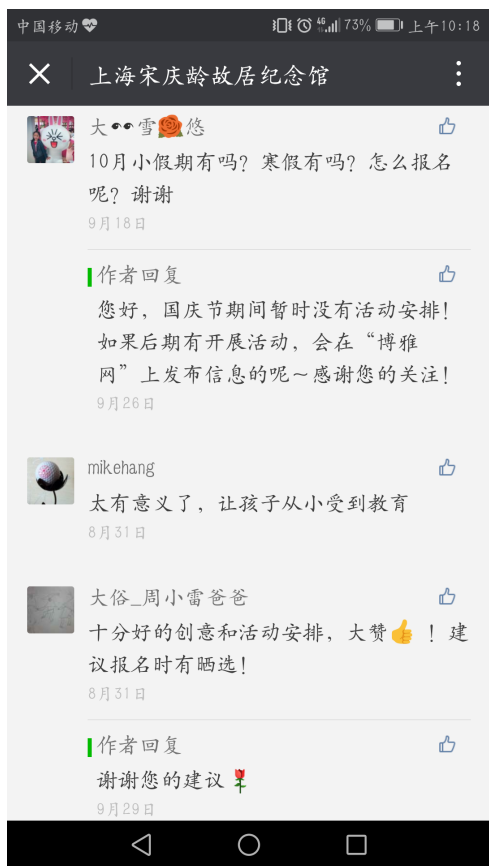 中国移动
4G 73% 上午10:18
上海宋庆龄故居纪念馆
大🕶雪🌹悠
10月小假期有吗？寒假有吗？怎么报名
呢？谢谢
9月18日
作者回复
您好，国庆节期间暂时没有活动安排！
如果后期有开展活动，会在“博雅
网”上发布信息的呢～感谢您的关注！
9月26日
mikehang
太有意义了，让孩子从小受到教育
8月31日
大俗_周小雷爸爸
十分好的创意和活动安排，大赞👍！建
议报名时有晒选！
8月31日
作者回复
谢谢您的建议🌹
9月29日